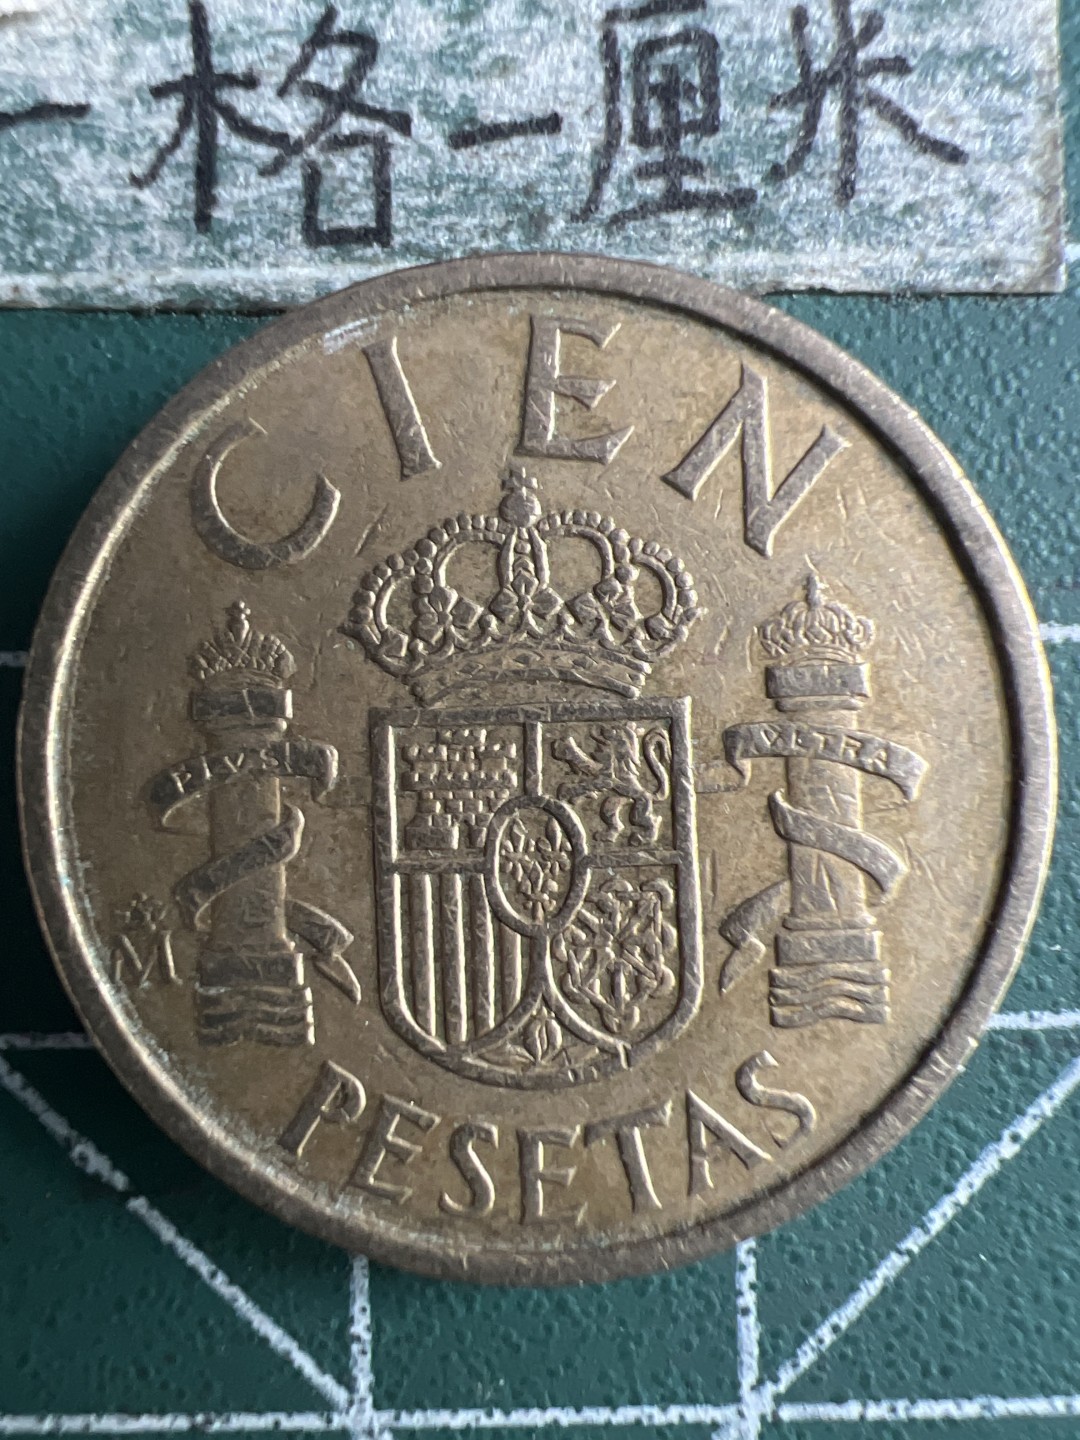 一格一厘米
CIEN
PLVS
VLTRA
M
PESETAS